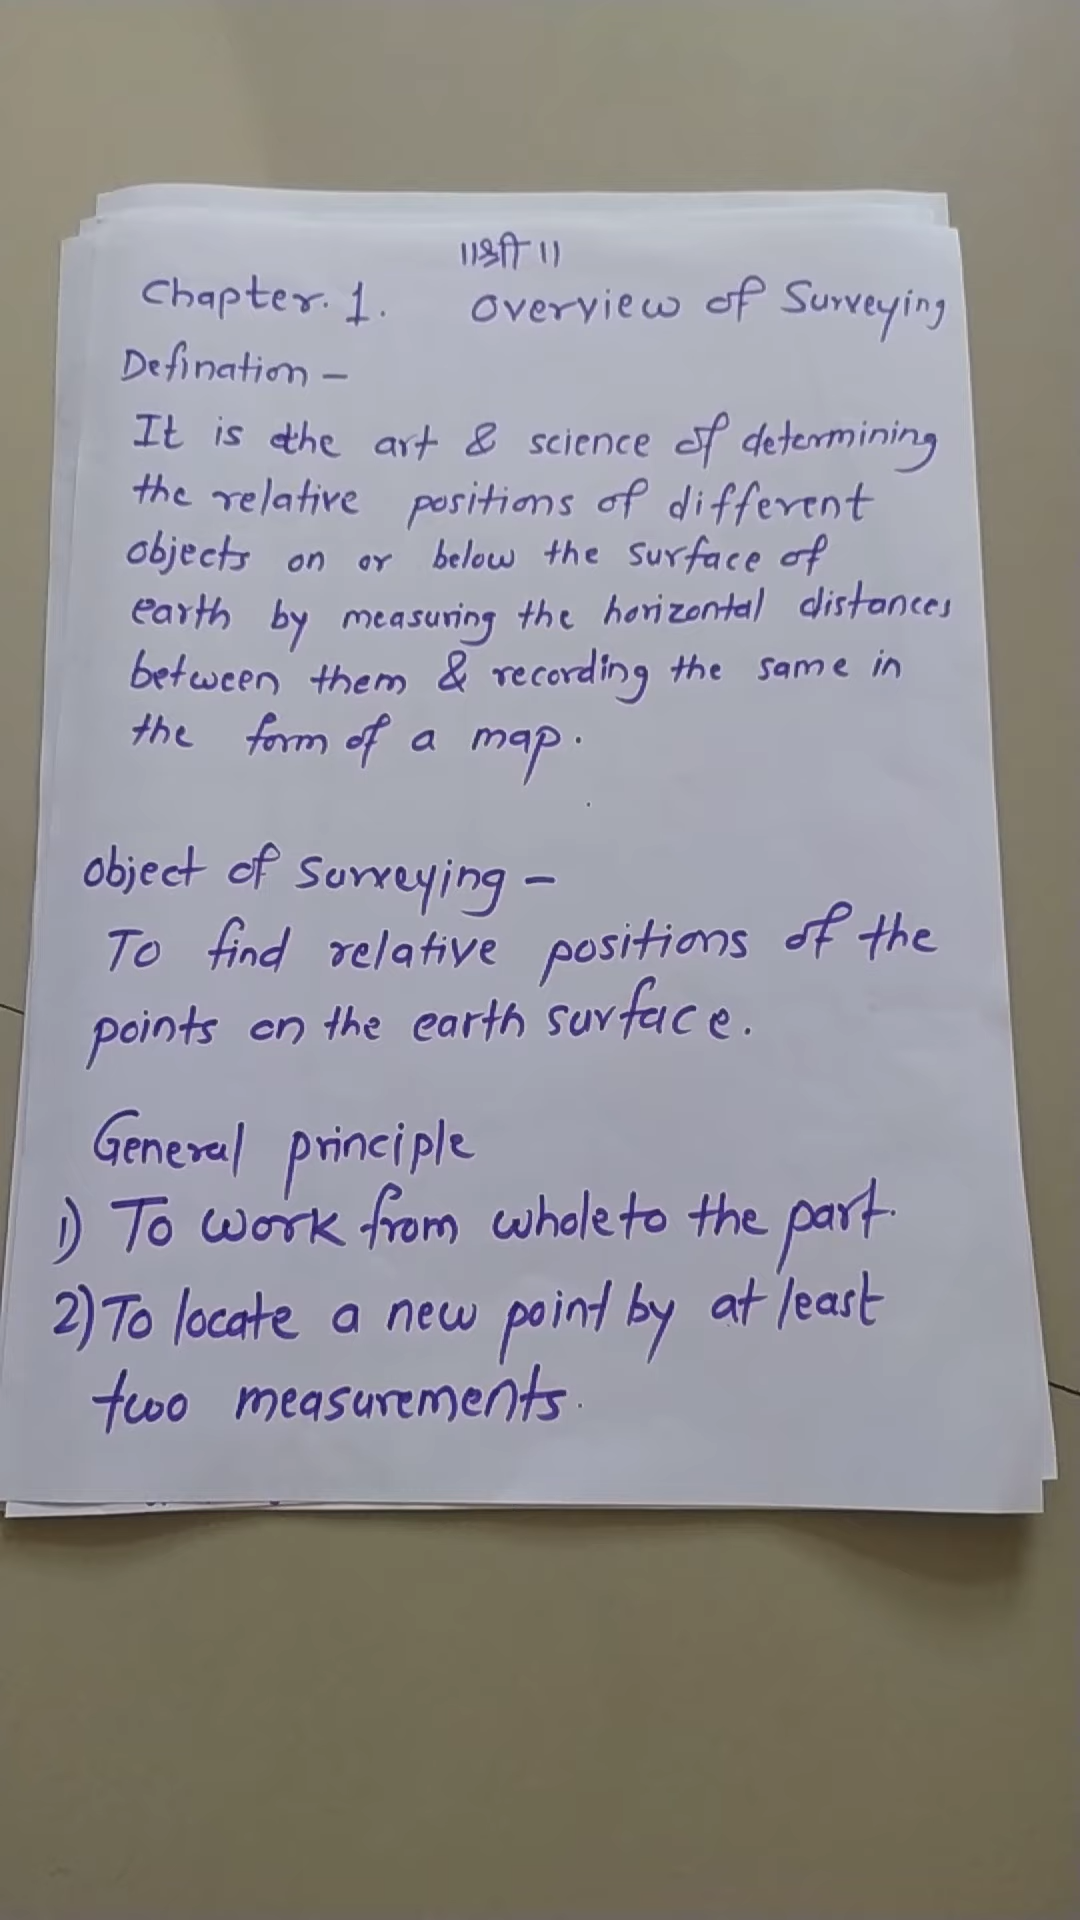 ॥श्री॥
Chapter. 1. Overview of Surveying
Defination –
It is the art & science of determining
the relative positions of different
objects on or below the surface of
earth by measuring the horizontal distances
between them & recording the same in
the form of a map.
Object of Surveying –
To find relative positions of the
points on the earth surface.
General principle
1) To work from whole to the part.
2) To locate a new point by at least
two measurements.